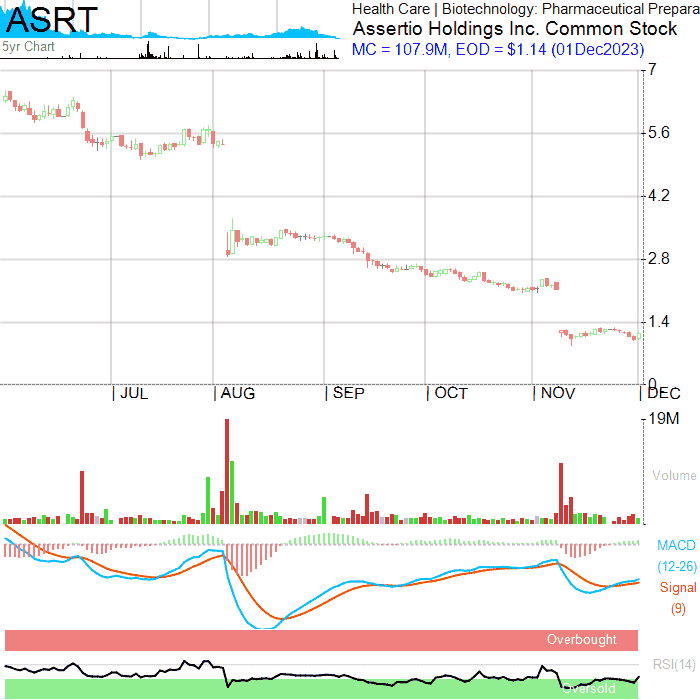 ASRT
5yr Chart
Health Care | Biotechnology: Pharmaceutical Prepara
Assertio Holdings Inc. Common Stock
MC = 107.9M, EOD = $1.14 (01Dec2023)
7
5.6
4.2
2.8
1.4
0
JUL
AUG
SEP
OCT
NOV
DEC
19M
Volume
MACD
(12-26)
Signal
(9)
Overbought
RSI(14)
Oversold